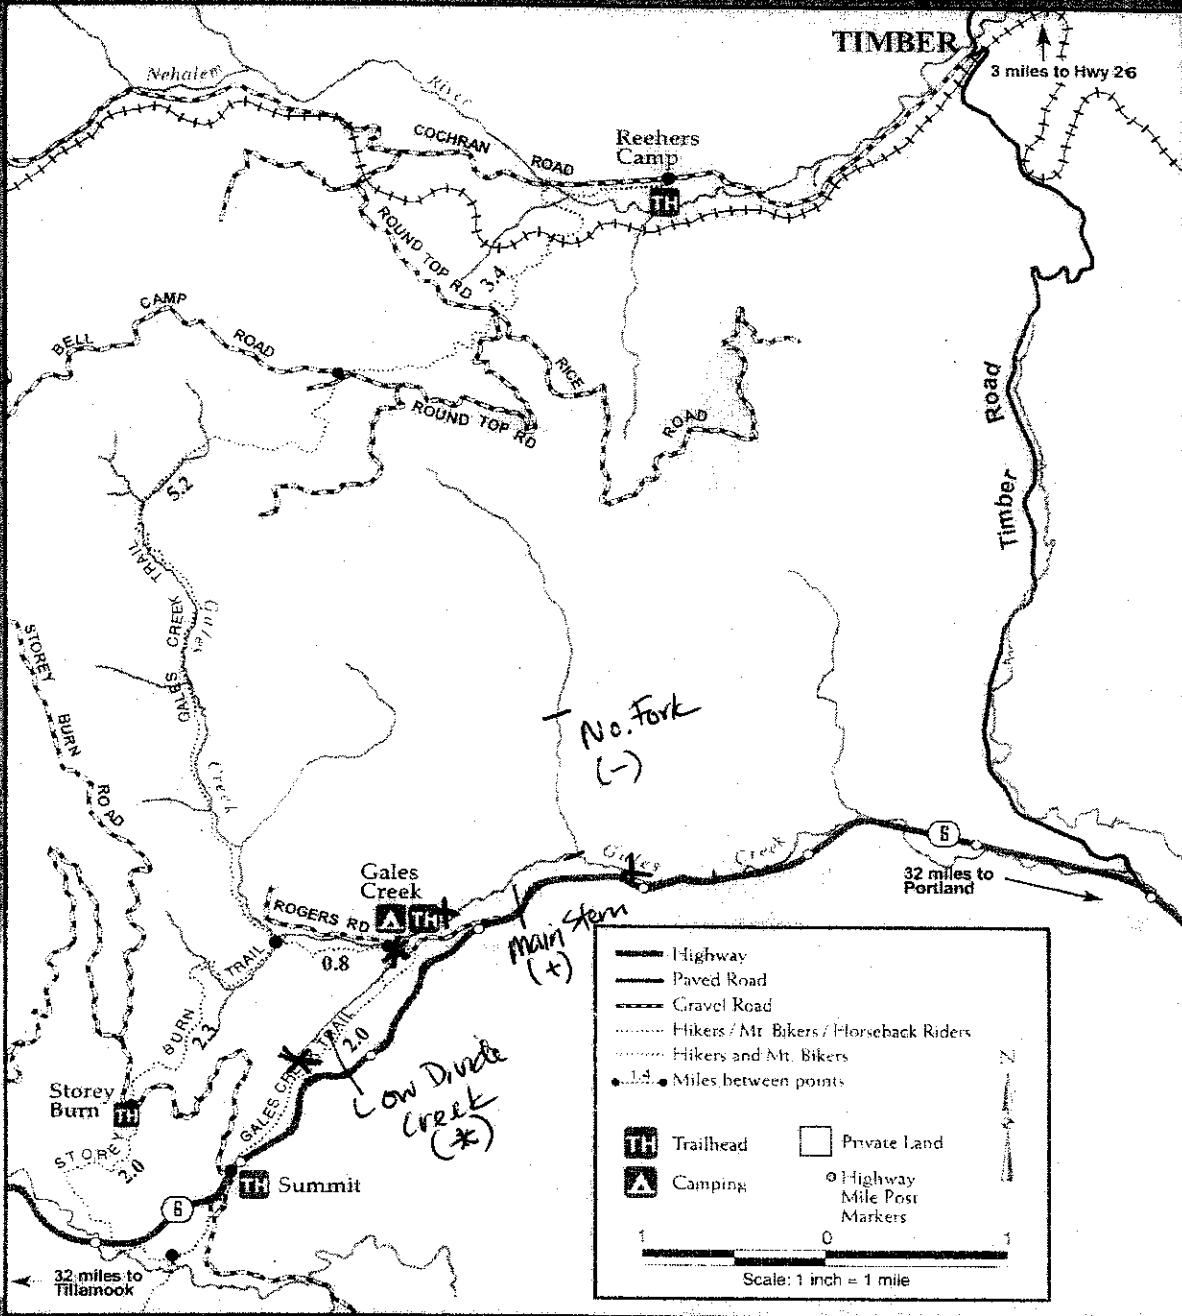 TIMBER
3 miles to Hwy 26
Nehalem
River
COCHRAN
ROAD
Reehers
Camp
TH
ROUND TOP RD
3.4
BELL
CAMP
ROAD
RICE
ROAD
ROUND TOP RD
Timber
Road
5.2
TRAIL
GALES CREEK
Gales
Creek
STOREY
BURN
ROAD
No. Fork
(-)
Gales
Creek
6
32 miles to
Portland
Gales
Creek
TH
ROGERS RD
0.8
Main Stem
(+)
TRAIL
BURN
2.3
GALES CREEK TRAIL
2.0
Low Divide
Creek
(*)
Storey
Burn
TH
STOREY
2.0
TH Summit
6
32 miles to
Tillamook
Highway
Paved Road
Gravel Road
Hikers / Mt. Bikers / Horseback Riders
Hikers and Mt. Bikers
1.4 Miles between points
N
TH Trailhead
Private Land
Camping
Highway
Mile Post
Markers
1 0 1
Scale: 1 inch = 1 mile